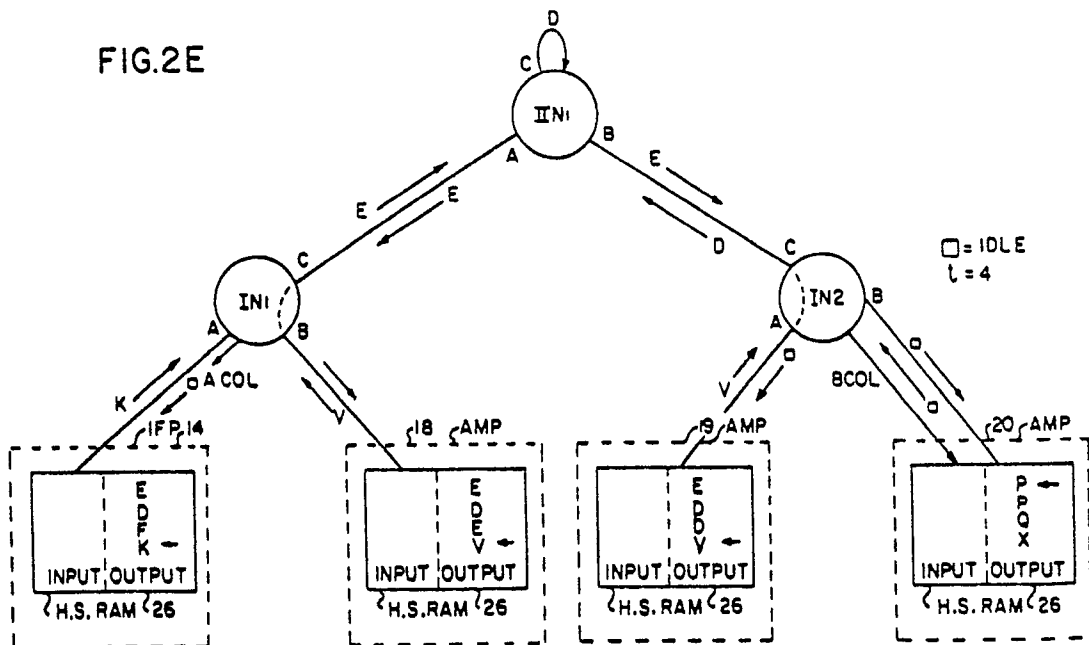 FIG.2E
D
C
IIN1
A
B
E
E
E
D
C
C
□ = IDLE
t = 4
IN1
IN2
A
B
A
B
K
□
A COL
V
V
□
BCOL
□
□
IFP 14
18 AMP
19 AMP
20 AMP
E
D
F
K
E
D
E
V
E
D
D
V
P
P
Q
X
INPUT OUTPUT
INPUT OUTPUT
INPUT OUTPUT
INPUT OUTPUT
H.S. RAM 26
H.S. RAM 26
H.S. RAM 26
H.S. RAM 26